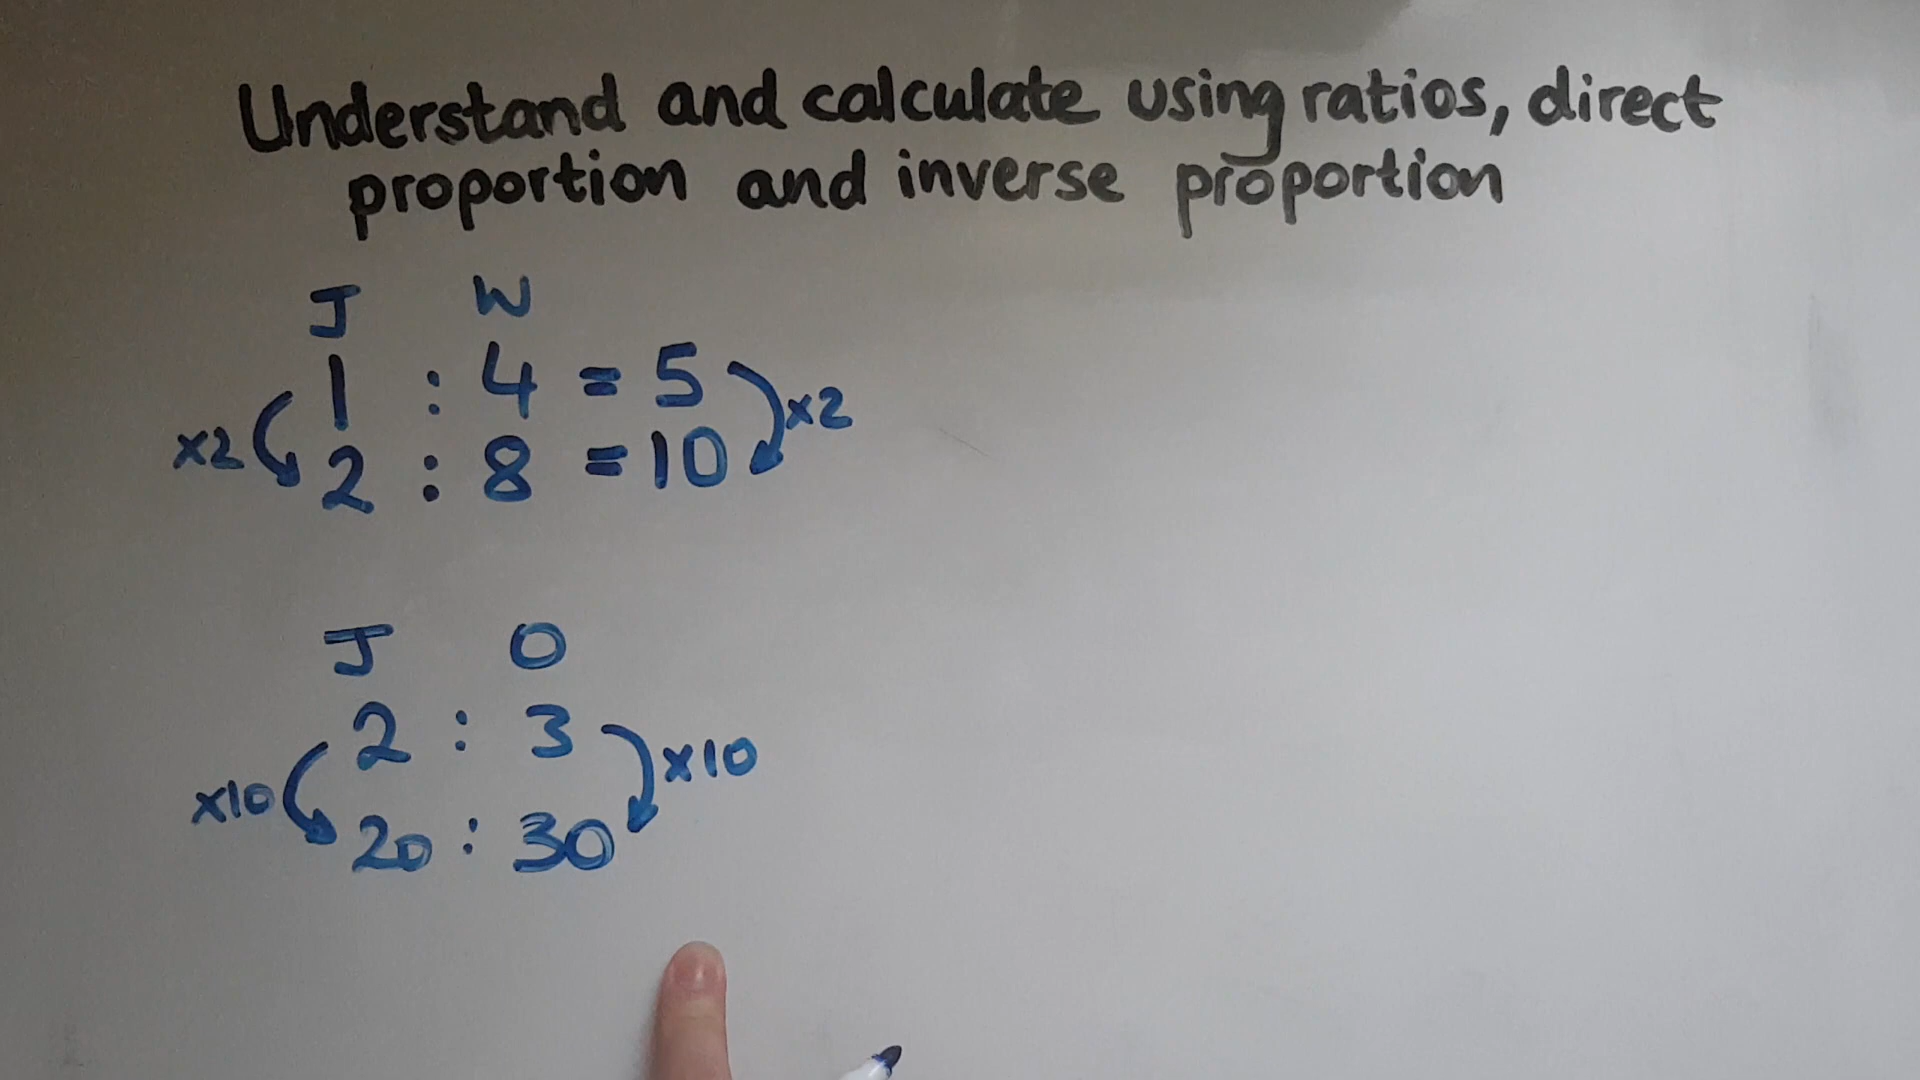 Understand and calculate using ratios, direct
proportion and inverse proportion
J W
1 : 4 = 5
x2 x2
2 : 8 = 10
J O
2 : 3
x10 x10
20 : 30